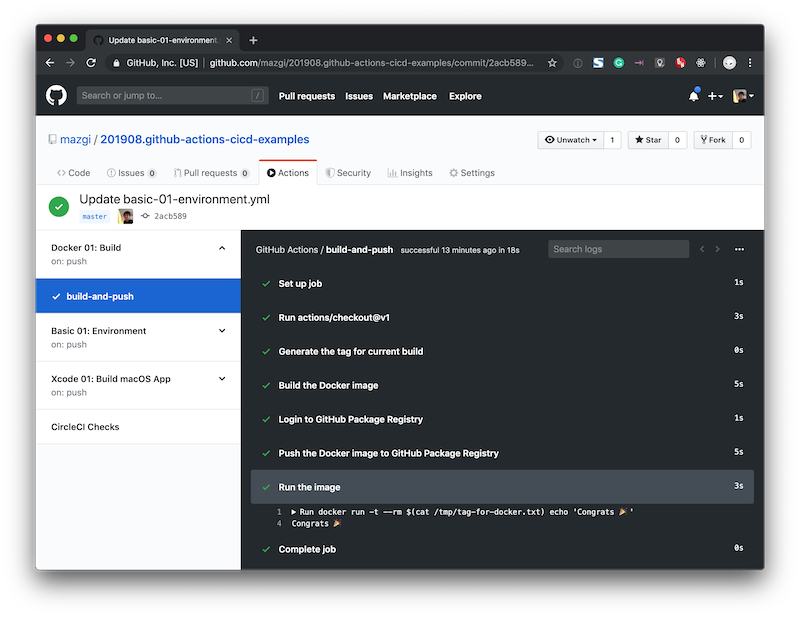 Update basic-01-environment.
GitHub, Inc. [US] github.com/mazgi/201908.github-actions-cicd-examples/commit/2acb589...
Search or jump to... / Pull requests Issues Marketplace Explore
mazgi / 201908.github-actions-cicd-examples Unwatch 1 Star 0 Fork 0
Code Issues 0 Pull requests 0 Actions Security Insights Settings
Update basic-01-environment.yml
master 2acb589
Docker 01: Build
on: push
build-and-push
Basic 01: Environment
on: push
Xcode 01: Build macOS App
on: push
CircleCI Checks
GitHub Actions / build-and-push successful 13 minutes ago in 18s Search logs
Set up job 1s
Run actions/checkout@v1 3s
Generate the tag for current build 0s
Build the Docker image 5s
Login to GitHub Package Registry 1s
Push the Docker image to GitHub Package Registry 5s
Run the image 3s
1 ▶ Run docker run -t --rm $(cat /tmp/tag-for-docker.txt) echo 'Congrats 🎉 '
4 Congrats 🎉
Complete job 0s